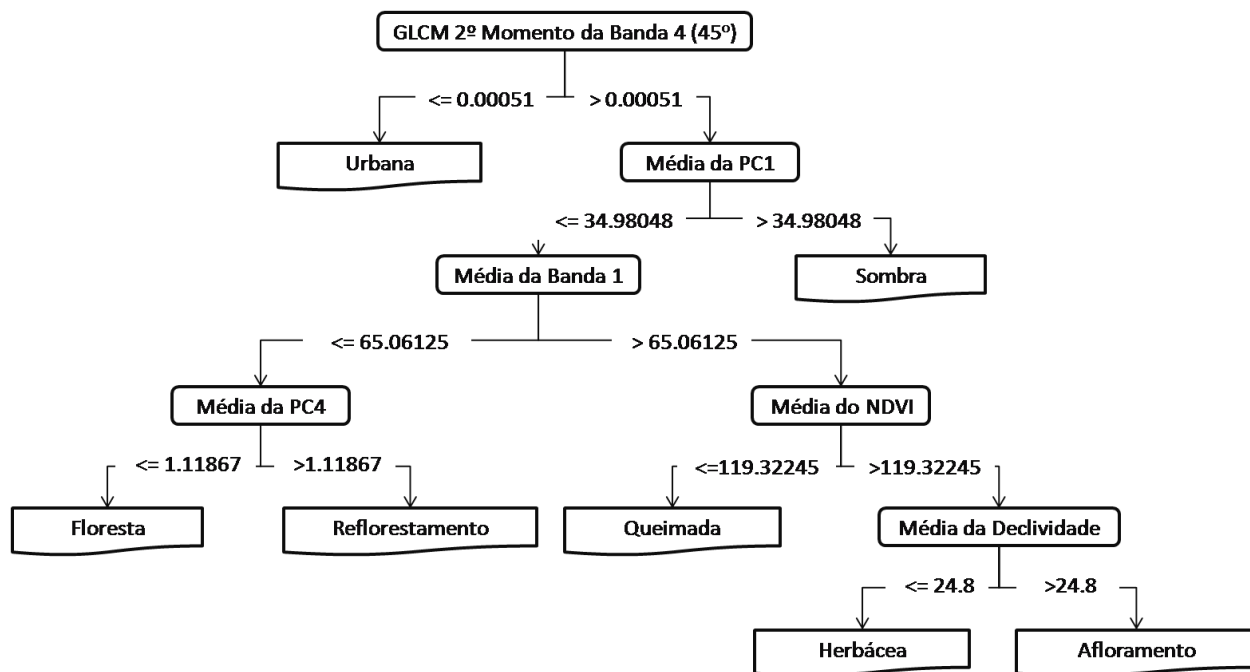 GLCM 2º Momento da Banda 4 (45º)
<= 0.00051
> 0.00051
Urbana
Média da PC1
<= 34.98048
> 34.98048
Média da Banda 1
Sombra
<= 65.06125
> 65.06125
Média da PC4
Média do NDVI
<= 1.11867
>1.11867
<=119.32245
>119.32245
Floresta
Reflorestamento
Queimada
Média da Declividade
<= 24.8
>24.8
Herbácea
Afloramento